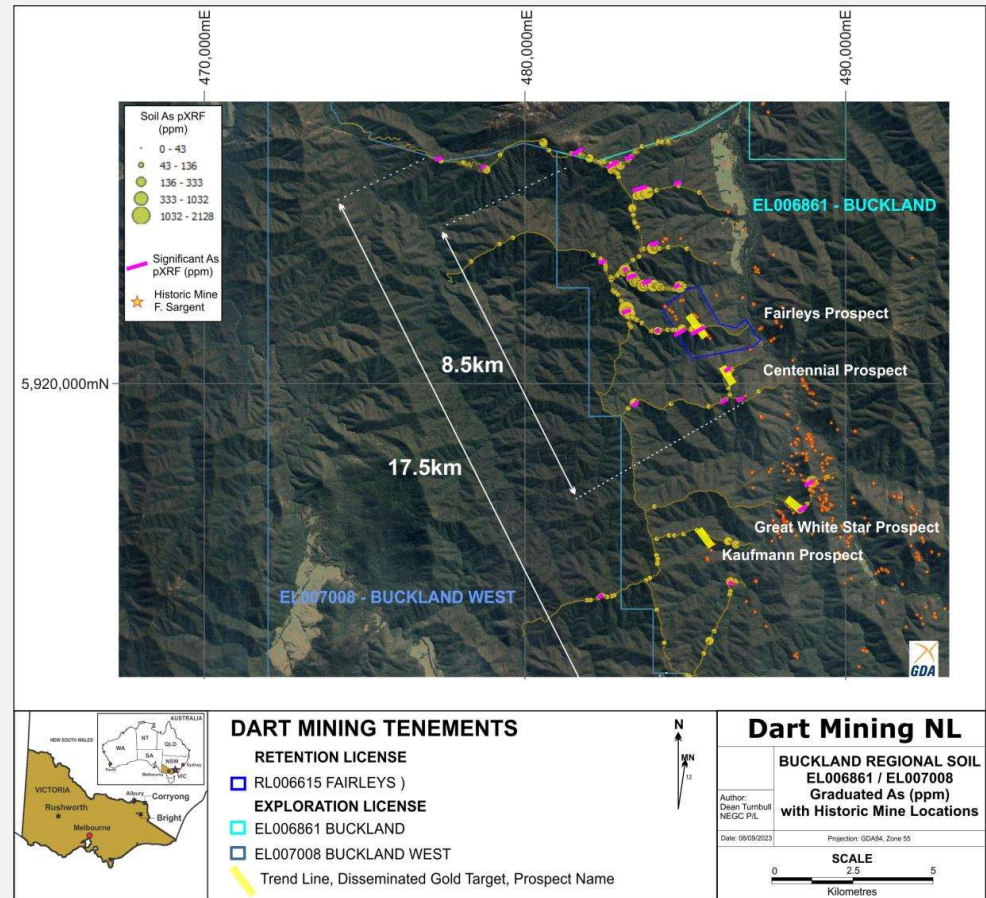 470,000mE
480,000mE
490,000mE
5,920,000mN
Soil As pXRF
(ppm)
0 - 43
43 - 136
136 - 333
333 - 1032
1032 - 2128
Significant As
pXRF (ppm)
Historic Mine
F. Sargent
EL006861 - BUCKLAND
Fairleys Prospect
Centennial Prospect
8.5km
17.5km
Great White Star Prospect
Kaufmann Prospect
EL007008 - BUCKLAND WEST
GDA
NEW SOUTH WALES
AUSTRALIA
WA
NT
QLD
SA
NSW
VIC
Perth
Sydney
Melbourne
VICTORIA
Rushworth
Albury
Corryong
Bright
Melbourne
DART MINING TENEMENTS
RETENTION LICENSE
RL006615 FAIRLEYS )
EXPLORATION LICENSE
EL006861 BUCKLAND
EL007008 BUCKLAND WEST
Trend Line, Disseminated Gold Target, Prospect Name
N
MN
12
Dart Mining NL
Author:
Dean Turnbull
NEGC P/L
BUCKLAND REGIONAL SOIL
EL006861 / EL007008
Graduated As (ppm)
with Historic Mine Locations
Date: 08/09/2023
Projection: GDA94, Zone 55
SCALE
0 2.5 5
Kilometres